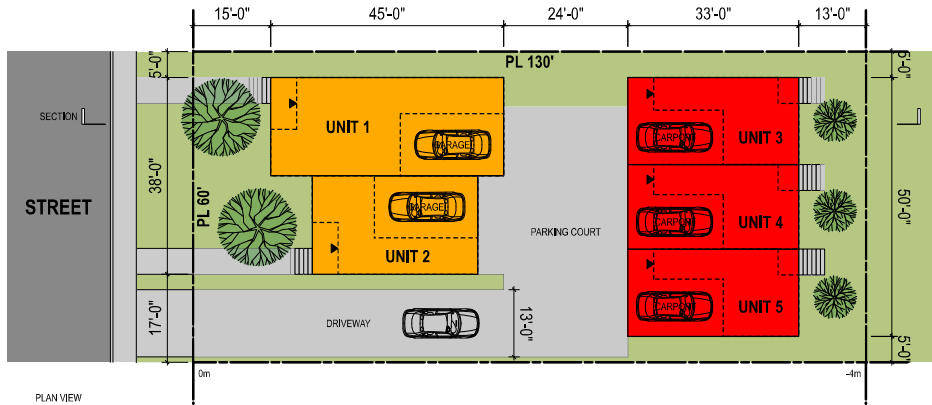 15'-0" 45'-0" 24'-0" 33'-0" 13'-0"
5'-0"
PL 130'
5'-0"
SECTION
UNIT 1
GARAGE
CARPORT
UNIT 3
38'-0"
PL 60'
STREET
GARAGE
UNIT 2
PARKING COURT
CARPORT
UNIT 4
50'-0"
17'-0"
DRIVEWAY
13'-0"
CARPORT
UNIT 5
5'-0"
0m
-4m
PLAN VIEW